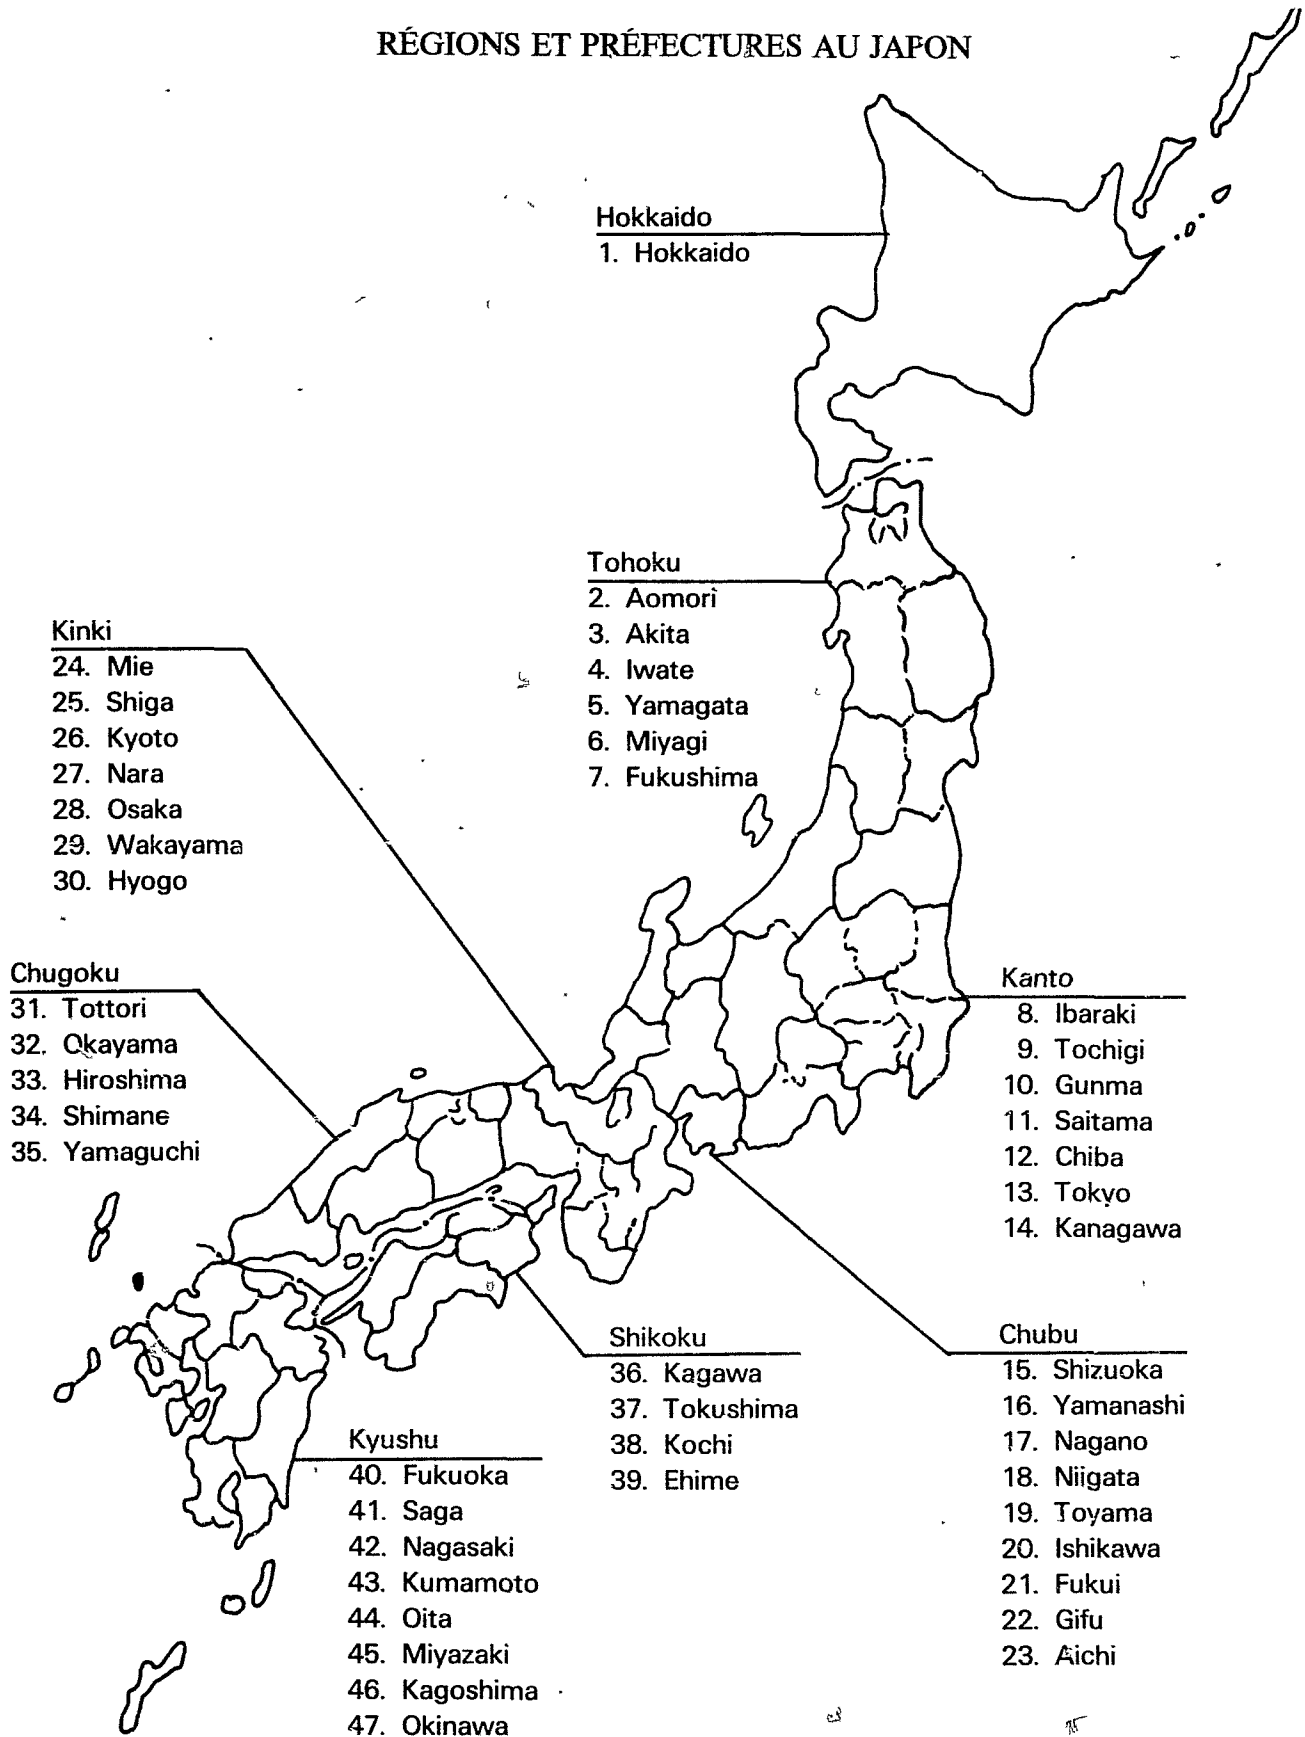 RÉGIONS ET PRÉFECTURES AU JAPON
Hokkaido
1. Hokkaido
Tohoku
2. Aomori
3. Akita
4. Iwate
5. Yamagata
6. Miyagi
7. Fukushima
Kinki
24. Mie
25. Shiga
26. Kyoto
27. Nara
28. Osaka
29. Wakayama
30. Hyogo
Chugoku
31. Tottori
32. Okayama
33. Hiroshima
34. Shimane
35. Yamaguchi
Kanto
8. Ibaraki
9. Tochigi
10. Gunma
11. Saitama
12. Chiba
13. Tokyo
14. Kanagawa
Shikoku
36. Kagawa
37. Tokushima
38. Kochi
39. Ehime
Chubu
15. Shizuoka
16. Yamanashi
17. Nagano
18. Niigata
19. Toyama
20. Ishikawa
21. Fukui
22. Gifu
23. Aichi
Kyushu
40. Fukuoka
41. Saga
42. Nagasaki
43. Kumamoto
44. Oita
45. Miyazaki
46. Kagoshima
47. Okinawa